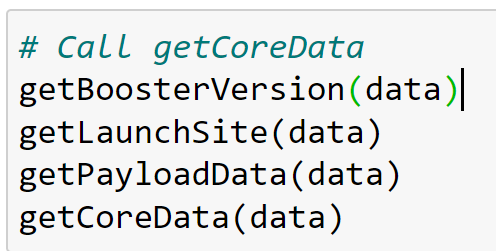 # Call getCoreData
getBoosterVersion(data)
getLaunchSite(data)
getPayloadData(data)
getCoreData(data)